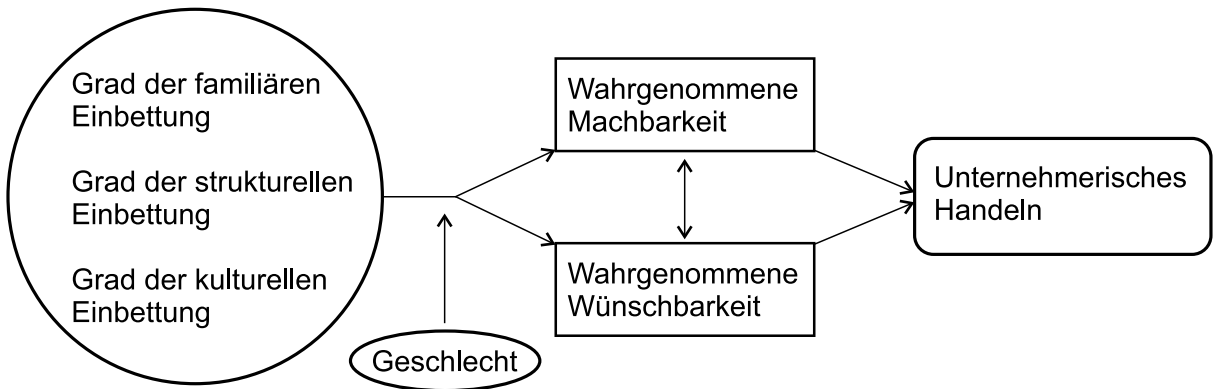 Grad der familiären
Einbettung
Grad der strukturellen
Einbettung
Grad der kulturellen
Einbettung
Geschlecht
Wahrgenommene
Machbarkeit
Wahrgenommene
Wünschbarkeit
Unternehmerisches
Handeln